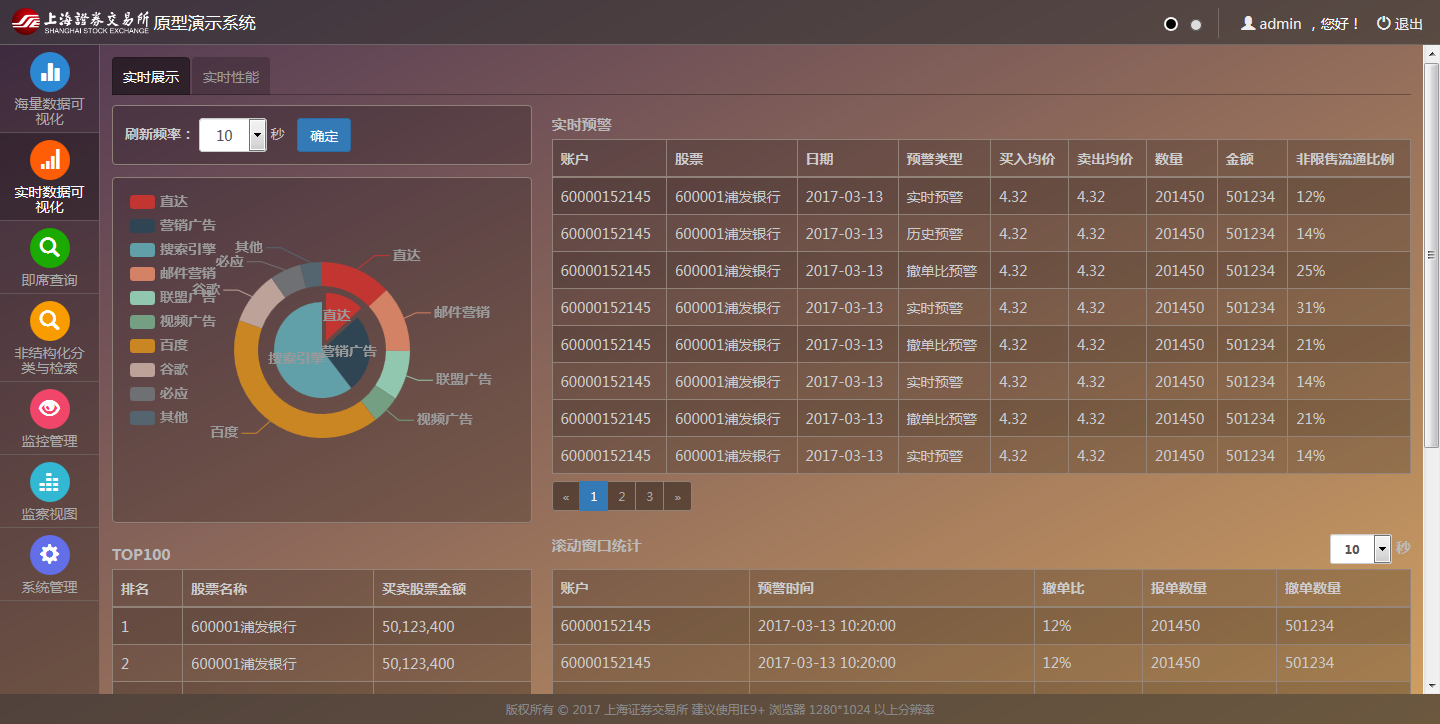 上海證券交易所 原型演示系统
SHANGHAI STOCK EXCHANGE
admin ，您好！ 退出
海量数据可
视化
实时数据可
视化
即席查询
非结构化分
类与检索
监控管理
监察视图
系统管理
实时展示 实时性能
刷新频率： 10 秒 确定
直达
营销广告
搜索引擎
邮件营销
联盟广告
视频广告
百度
谷歌
必应
其他
其他
必应
谷歌
百度
直达
邮件营销
联盟广告
视频广告
直达
营销广告
搜索引擎
实时预警
账户 股票 日期 预警类型 买入均价 卖出均价 数量 金额 非限售流通比例
60000152145 600001浦发银行 2017-03-13 实时预警 4.32 4.32 201450 501234 12%
60000152145 600001浦发银行 2017-03-13 历史预警 4.32 4.32 201450 501234 14%
60000152145 600001浦发银行 2017-03-13 撤单比预警 4.32 4.32 201450 501234 25%
60000152145 600001浦发银行 2017-03-13 实时预警 4.32 4.32 201450 501234 31%
60000152145 600001浦发银行 2017-03-13 撤单比预警 4.32 4.32 201450 501234 21%
60000152145 600001浦发银行 2017-03-13 实时预警 4.32 4.32 201450 501234 14%
60000152145 600001浦发银行 2017-03-13 撤单比预警 4.32 4.32 201450 501234 21%
60000152145 600001浦发银行 2017-03-13 实时预警 4.32 4.32 201450 501234 14%
« 1 2 3 »
TOP100
排名 股票名称 买卖股票金额
1 600001浦发银行 50,123,400
2 600001浦发银行 50,123,400
滚动窗口统计 10 秒
账户 预警时间 撤单比 报单数量 撤单数量
60000152145 2017-03-13 10:20:00 12% 201450 501234
60000152145 2017-03-13 10:20:00 12% 201450 501234
版权所有 © 2017 上海证券交易所 建议使用IE9+ 浏览器 1280*1024 以上分辨率